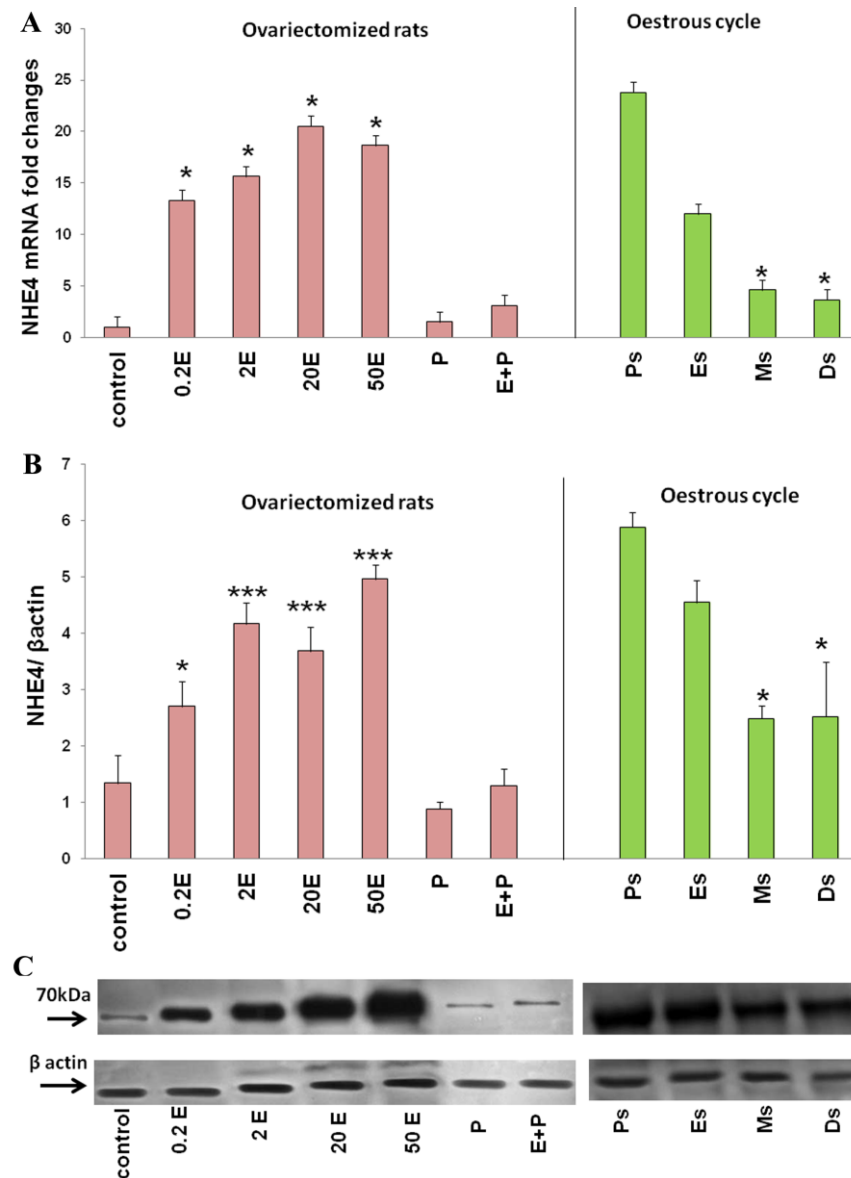 A
Ovariectomized rats
Oestrous cycle
NHE4 mRNA fold changes
30
25
20
15
10
5
0
*
*
*
*
*
*
control
0.2E
2E
20E
50E
P
E+P
Ps
Es
Ms
Ds
B
Ovariectomized rats
Oestrous cycle
NHE4/ βactin
7
6
5
4
3
2
1
0
*
***
***
***
*
*
control
0.2E
2E
20E
50E
P
E+P
Ps
Es
Ms
Ds
C
70kDa
β actin
control
0.2 E
2 E
20 E
50 E
P
E+P
Ps
Es
Ms
Ds